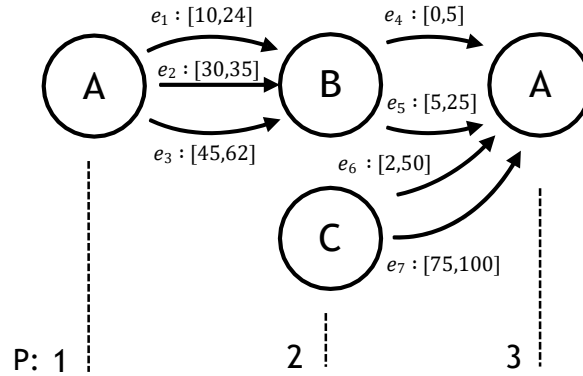 e₁ : [10,24]
e₄ : [0,5]
A
e₂ : [30,35]
B
A
e₅ : [5,25]
e₃ : [45,62]
e₆ : [2,50]
C
e₇ : [75,100]
P: 1 2 3